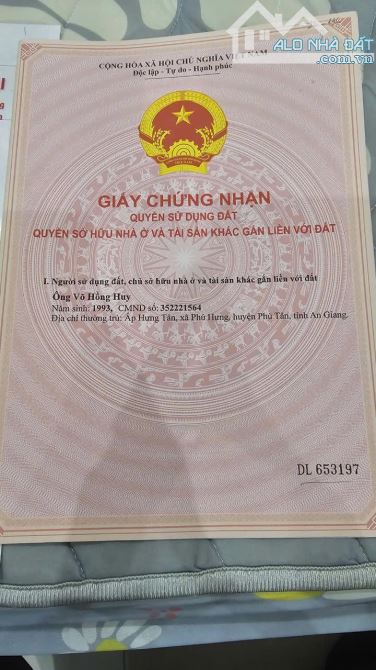 ALO NHÀ ĐẤT
.com.vn
CỘNG HÒA XÃ HỘI CHỦ NGHĨA VIỆT NAM
Độc lập - Tự do - Hạnh phúc
GIẤY CHỨNG NHẬN
QUYỀN SỬ DỤNG ĐẤT
QUYỀN SỞ HỮU NHÀ Ở VÀ TÀI SẢN KHÁC GẮN LIỀN VỚI ĐẤT
I. Người sử dụng đất, chủ sở hữu nhà ở và tài sản khác gắn liền với đất
Ông Võ Hồng Huy
Năm sinh: 1993, CMND số: 352221564
Địa chỉ thường trú: Ấp Hưng Tân, xã Phú Hưng, huyện Phú Tân, tỉnh An Giang.
DL 653197